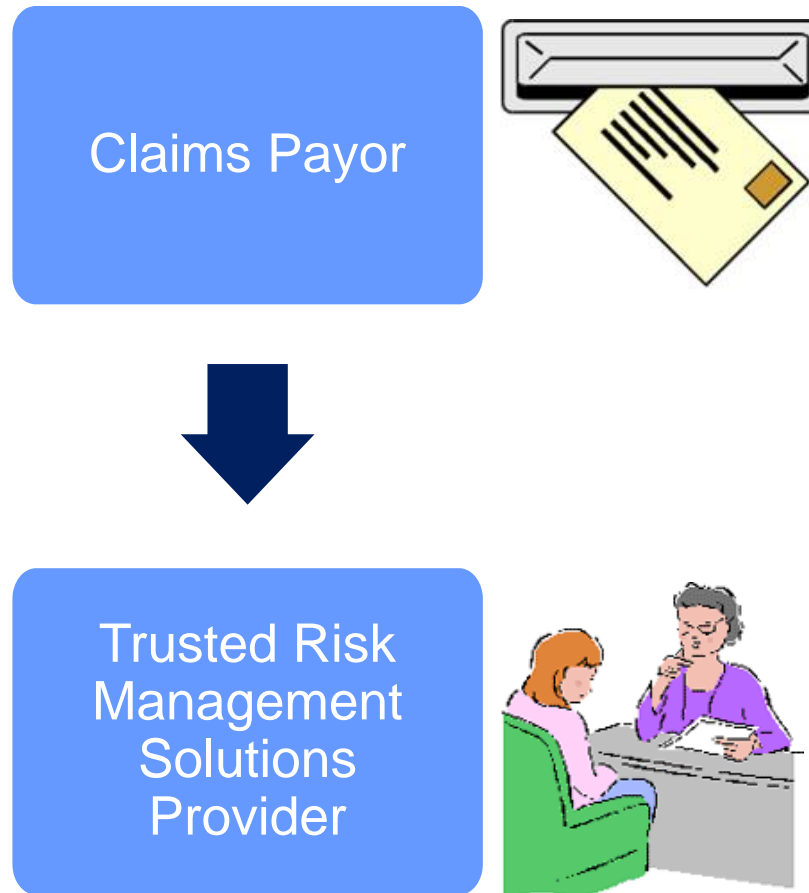 Claims Payor
Trusted Risk
Management
Solutions
Provider